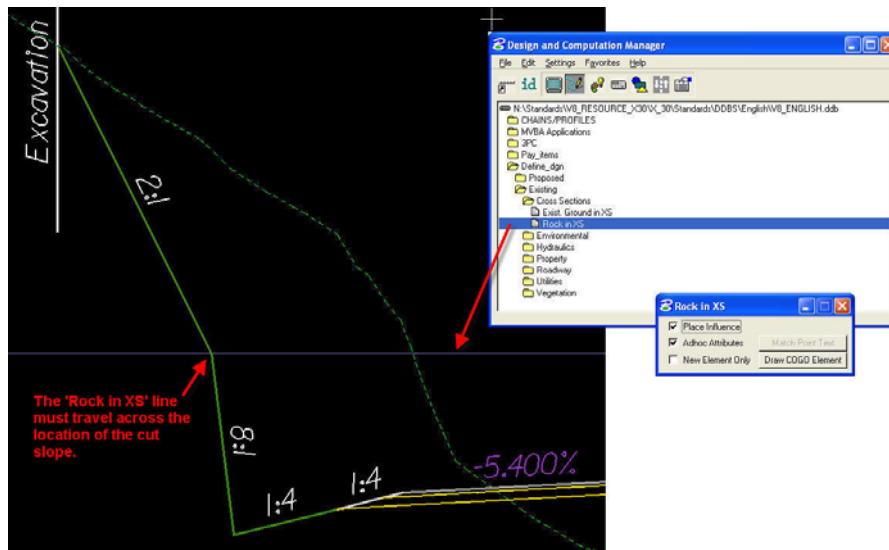 Excavation
2:1
The 'Rock in XS' line
must travel across the
location of the cut
slope.
8:1
1:4
1:4
-5.400%
Design and Computation Manager
File Edit Settings Favorites Help
id
N:\Standards\V8_RESOURCE_X30\X_30\Standards\DDBS\English\V8_ENGLISH.ddb
CHAINS/PROFILES
MVBA Applications
3PC
Pay_items
Define_dgn
Proposed
Existing
Cross Sections
Exist. Ground in XS
Rock in XS
Environmental
Hydraulics
Property
Roadway
Utilities
Vegetation
Rock in XS
Place Influence
Adhoc Attributes
Match Point Text
New Element Only
Draw COGO Element